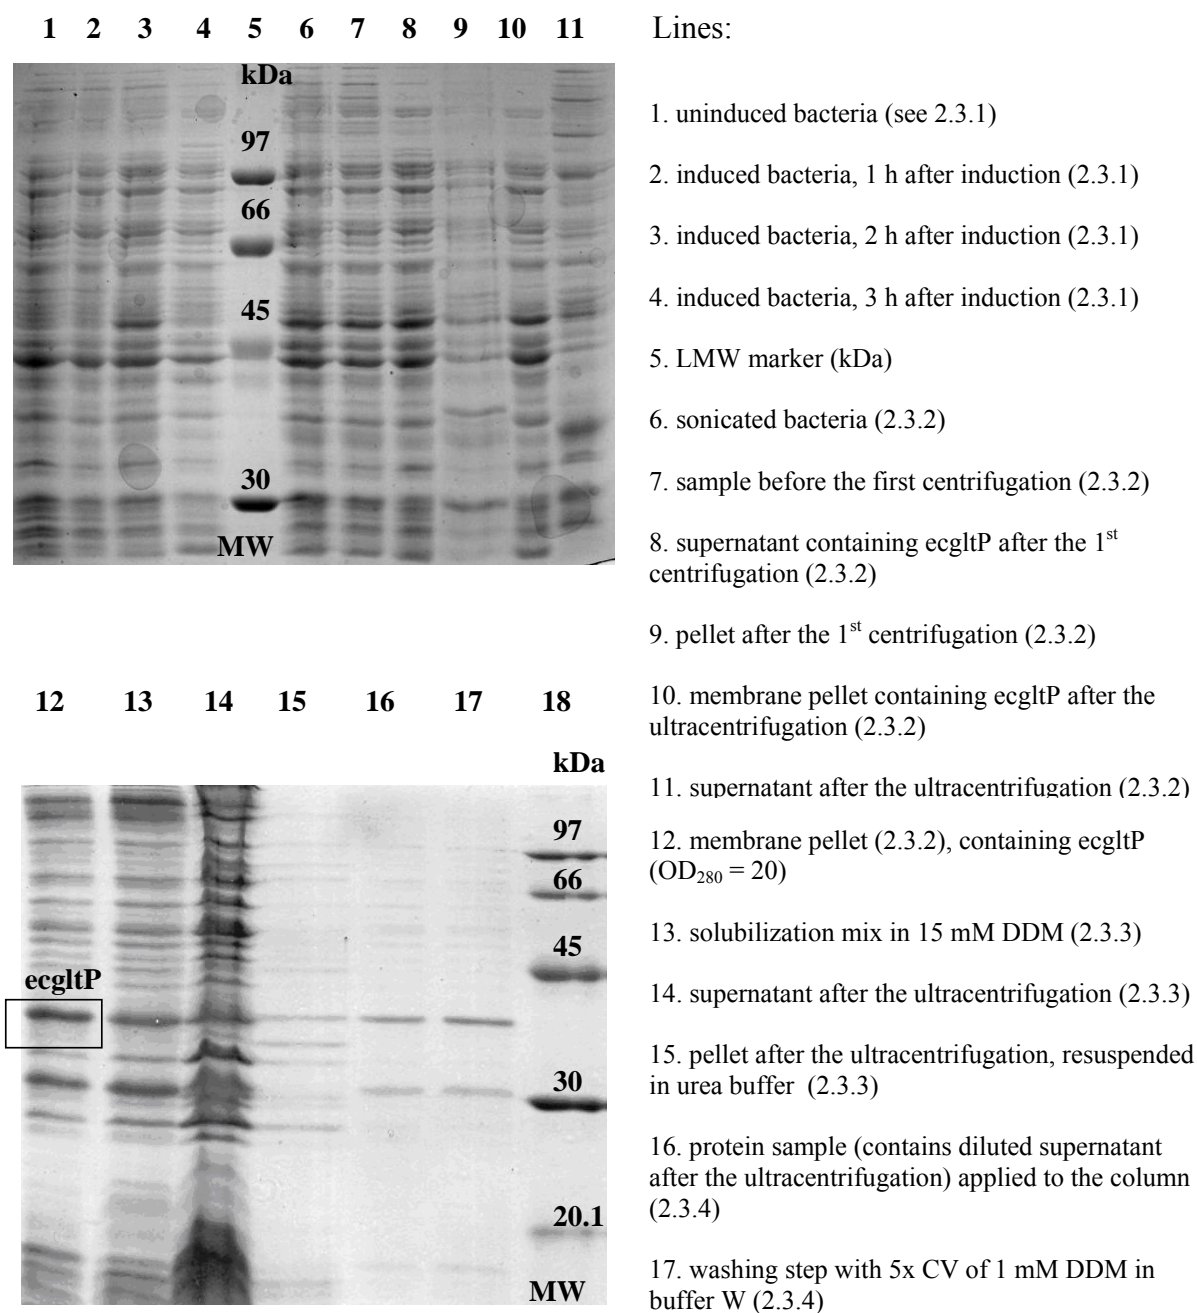 1 2 3 4 5 6 7 8 9 10 11
kDa
97
66
45
30
MW
12 13 14 15 16 17 18
kDa
97
66
45
ecgltP
30
20.1
MW
Lines:
1. uninduced bacteria (see 2.3.1)
2. induced bacteria, 1 h after induction (2.3.1)
3. induced bacteria, 2 h after induction (2.3.1)
4. induced bacteria, 3 h after induction (2.3.1)
5. LMW marker (kDa)
6. sonicated bacteria (2.3.2)
7. sample before the first centrifugation (2.3.2)
8. supernatant containing ecgltP after the 1st
centrifugation (2.3.2)
9. pellet after the 1st centrifugation (2.3.2)
10. membrane pellet containing ecgltP after the
ultracentrifugation (2.3.2)
11. supernatant after the ultracentrifugation (2.3.2)
12. membrane pellet (2.3.2), containing ecgltP
(OD280 = 20)
13. solubilization mix in 15 mM DDM (2.3.3)
14. supernatant after the ultracentrifugation (2.3.3)
15. pellet after the ultracentrifugation, resuspended
in urea buffer (2.3.3)
16. protein sample (contains diluted supernatant
after the ultracentrifugation) applied to the column
(2.3.4)
17. washing step with 5x CV of 1 mM DDM in
buffer W (2.3.4)